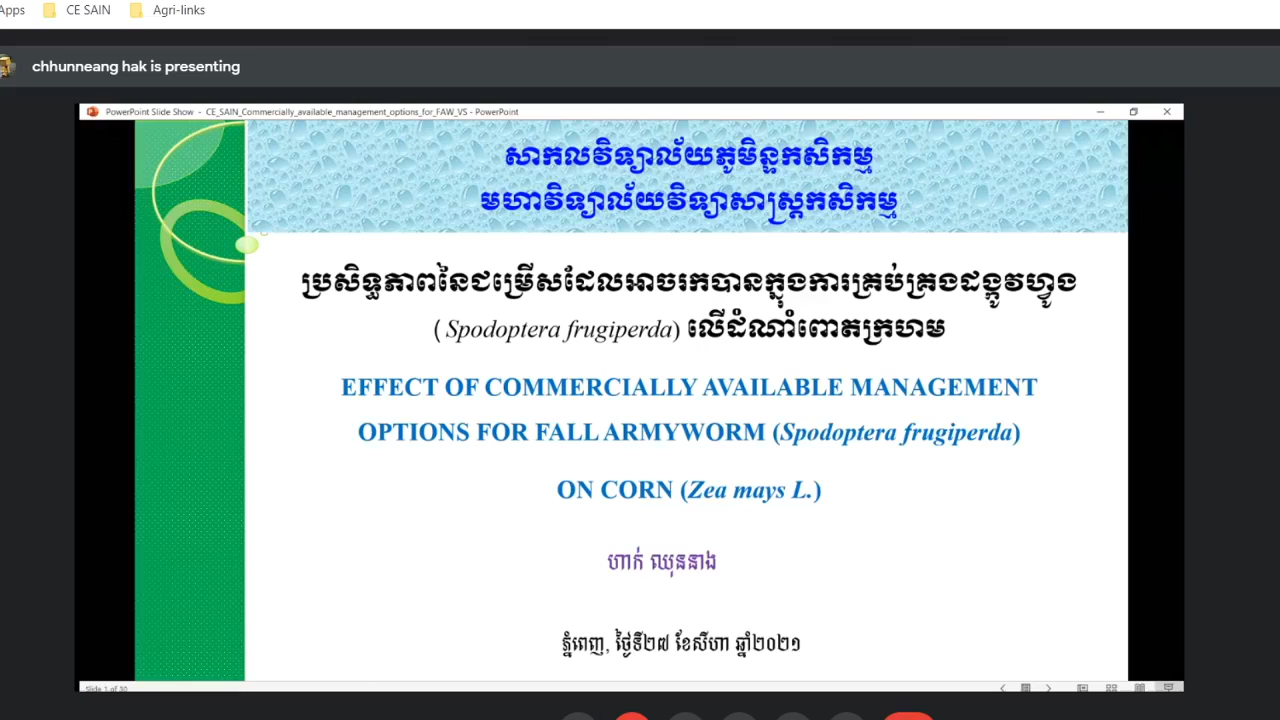 Apps CE SAIN Agri-links
chhunneang hak is presenting
PowerPoint Slide Show - CE_SAIN_Commercially_available_management_options_for_FAW_VS - PowerPoint
សាកលវិទ្យាល័យភូមិន្ទកសិកម្ម
មហាវិទ្យាល័យវិទ្យាសាស្ត្រកសិកម្ម
ប្រសិទ្ធភាពនៃជម្រើសដែលអាចរកបានក្នុងការគ្រប់គ្រងដង្កូវហ្វូង
(Spodoptera frugiperda) លើដំណាំពោតក្រហម
EFFECT OF COMMERCIALLY AVAILABLE MANAGEMENT
OPTIONS FOR FALL ARMYWORM (Spodoptera frugiperda)
ON CORN (Zea mays L.)
ហាក់ ឈុននាង
ភ្នំពេញ, ថ្ងៃទី២៧ ខែសីហា ឆ្នាំ២០២១
Slide 1 of 30